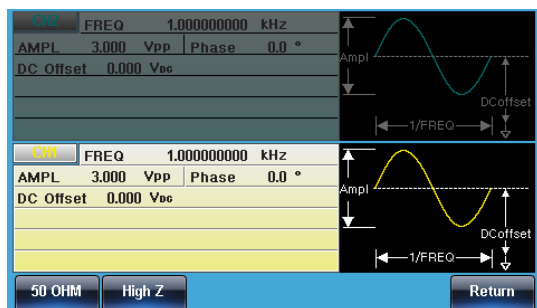 CH2 FREQ 1.000000000 kHz
AMPL 3.000 Vpp Phase 0.0 °
DC Offset 0.000 VDC
Ampl
DCoffset
1/FREQ
CH1 FREQ 1.000000000 kHz
AMPL 3.000 Vpp Phase 0.0 °
DC Offset 0.000 VDC
Ampl
DCoffset
1/FREQ
50 OHM High Z Return